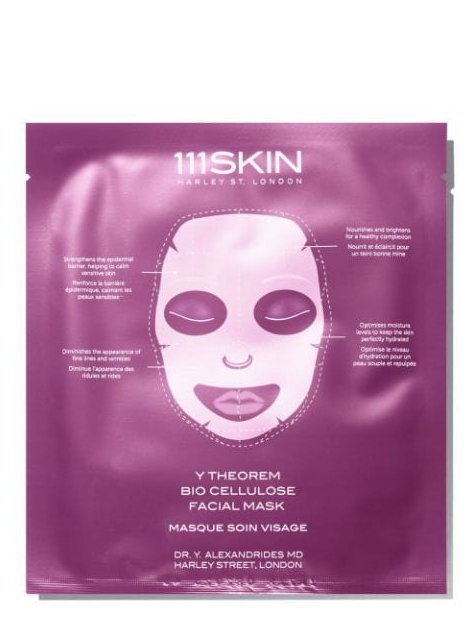 111SKIN
HARLEY ST. LONDON
Strengthens the epidermal
barrier, helping to calm
sensitive skin
Renforce la barrière
épidermique, calmant les
peaux sensibles
Nourishes and brightens
for a healthy complexion
Nourrit et éclaircit pour
un teint bonne mine
Diminishes the appearance of
fine lines and wrinkles
Diminue l'apparence des
ridules et rides
Optimises moisture
levels to keep the skin
perfectly hydrated
Optimise le niveau
d'hydration pour un
peau souple et repulpée
Y THEOREM
BIO CELLULOSE
FACIAL MASK
MASQUE SOIN VISAGE
DR. Y. ALEXANDRIDES MD
HARLEY STREET, LONDON